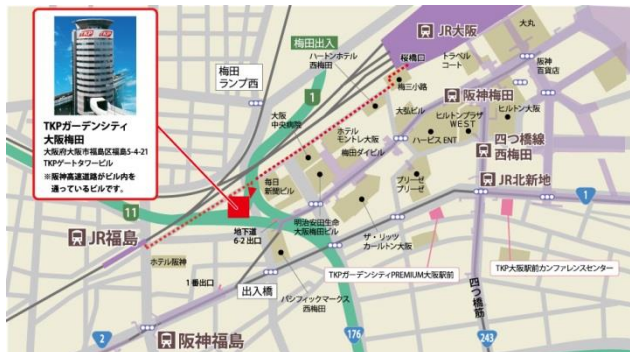 TKP
TKP
TKPガーデンシティ
大阪梅田
大阪府大阪市福島区福島5-4-21
TKPゲートタワービル
※阪神高速道路がビル内を
通っているビルです。
梅田出入
梅田
ランプ西
1
ハートンホテル
西梅田
桜橋口
JR大阪
トラベル
コート
大丸
阪神
百貨店
梅三小路
阪神梅田
大阪
中央病院
大弘ビル
ヒルトンプラザ
WEST
ヒルトン大阪
ホテル
モントレ大阪
ハービス ENT
四つ橋線
西梅田
梅田ダイビル
毎日
新聞ビル
ブリーゼ
ブリーゼ
JR北新地
1
11
JR福島
地下道
6-2 出口
明治安田生命
大阪梅田ビル
ザ・リッツ
カールトン大阪
ホテル阪神
TKPガーデンシティPREMIUM大阪駅前
TKP大阪駅前カンファレンスセンター
1 番出口
出入橋
パシフィックマークス
西梅田
四つ橋筋
2
阪神福島
176
243